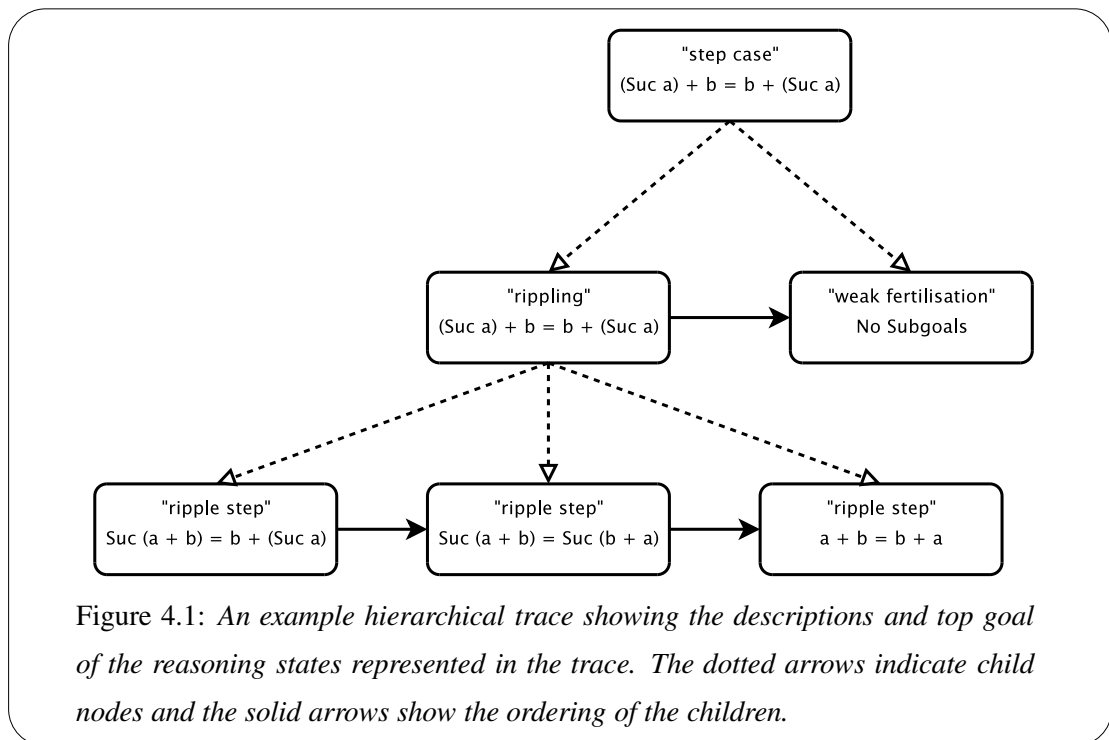 "step case"
(Suc a) + b = b + (Suc a)
"rippling"
(Suc a) + b = b + (Suc a)
"weak fertilisation"
No Subgoals
"ripple step"
Suc (a + b) = b + (Suc a)
"ripple step"
Suc (a + b) = Suc (b + a)
"ripple step"
a + b = b + a
Figure 4.1: An example hierarchical trace showing the descriptions and top goal
of the reasoning states represented in the trace. The dotted arrows indicate child
nodes and the solid arrows show the ordering of the children.